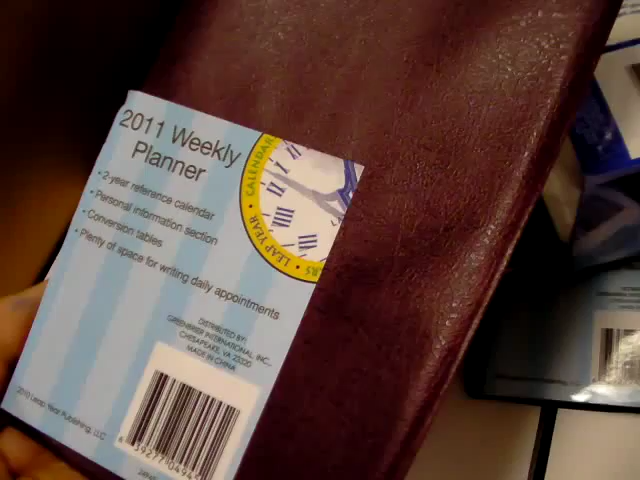 2011 Weekly
Planner
• 2-year reference calendar
• Personal information section
• Conversion tables
• Plenty of space for writing daily appointments
LEAP YEAR • CALENDAR
DISTRIBUTED BY:
GREENBRIER INTERNATIONAL, INC.,
CHESAPEAKE, VA 23320
MADE IN CHINA
2010 Leap Year Publishing, LLC